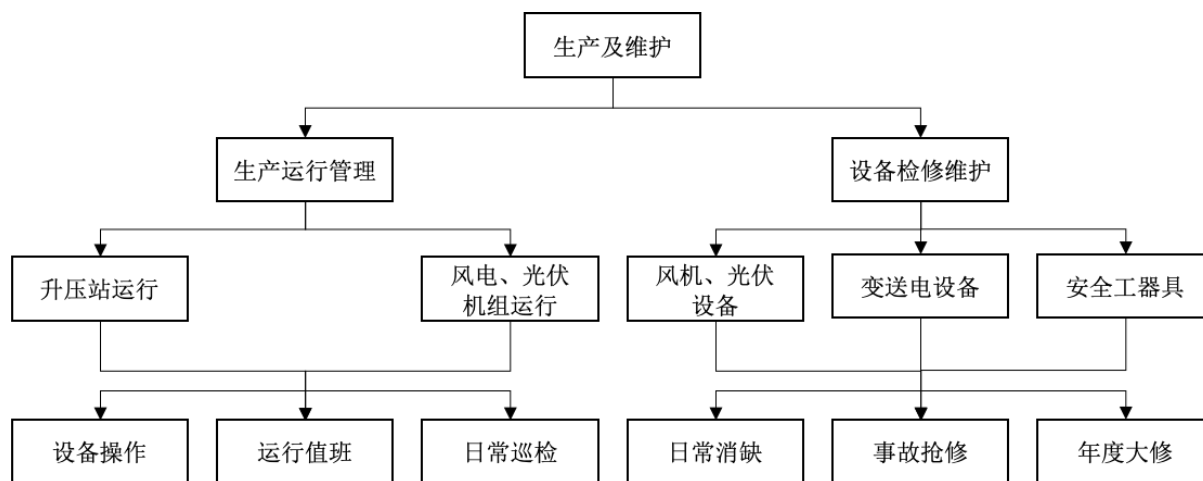 生产及维护
生产运行管理
设备检修维护
升压站运行
风电、光伏
机组运行
风机、光伏
设备
变送电设备
安全工器具
设备操作
运行值班
日常巡检
日常消缺
事故抢修
年度大修